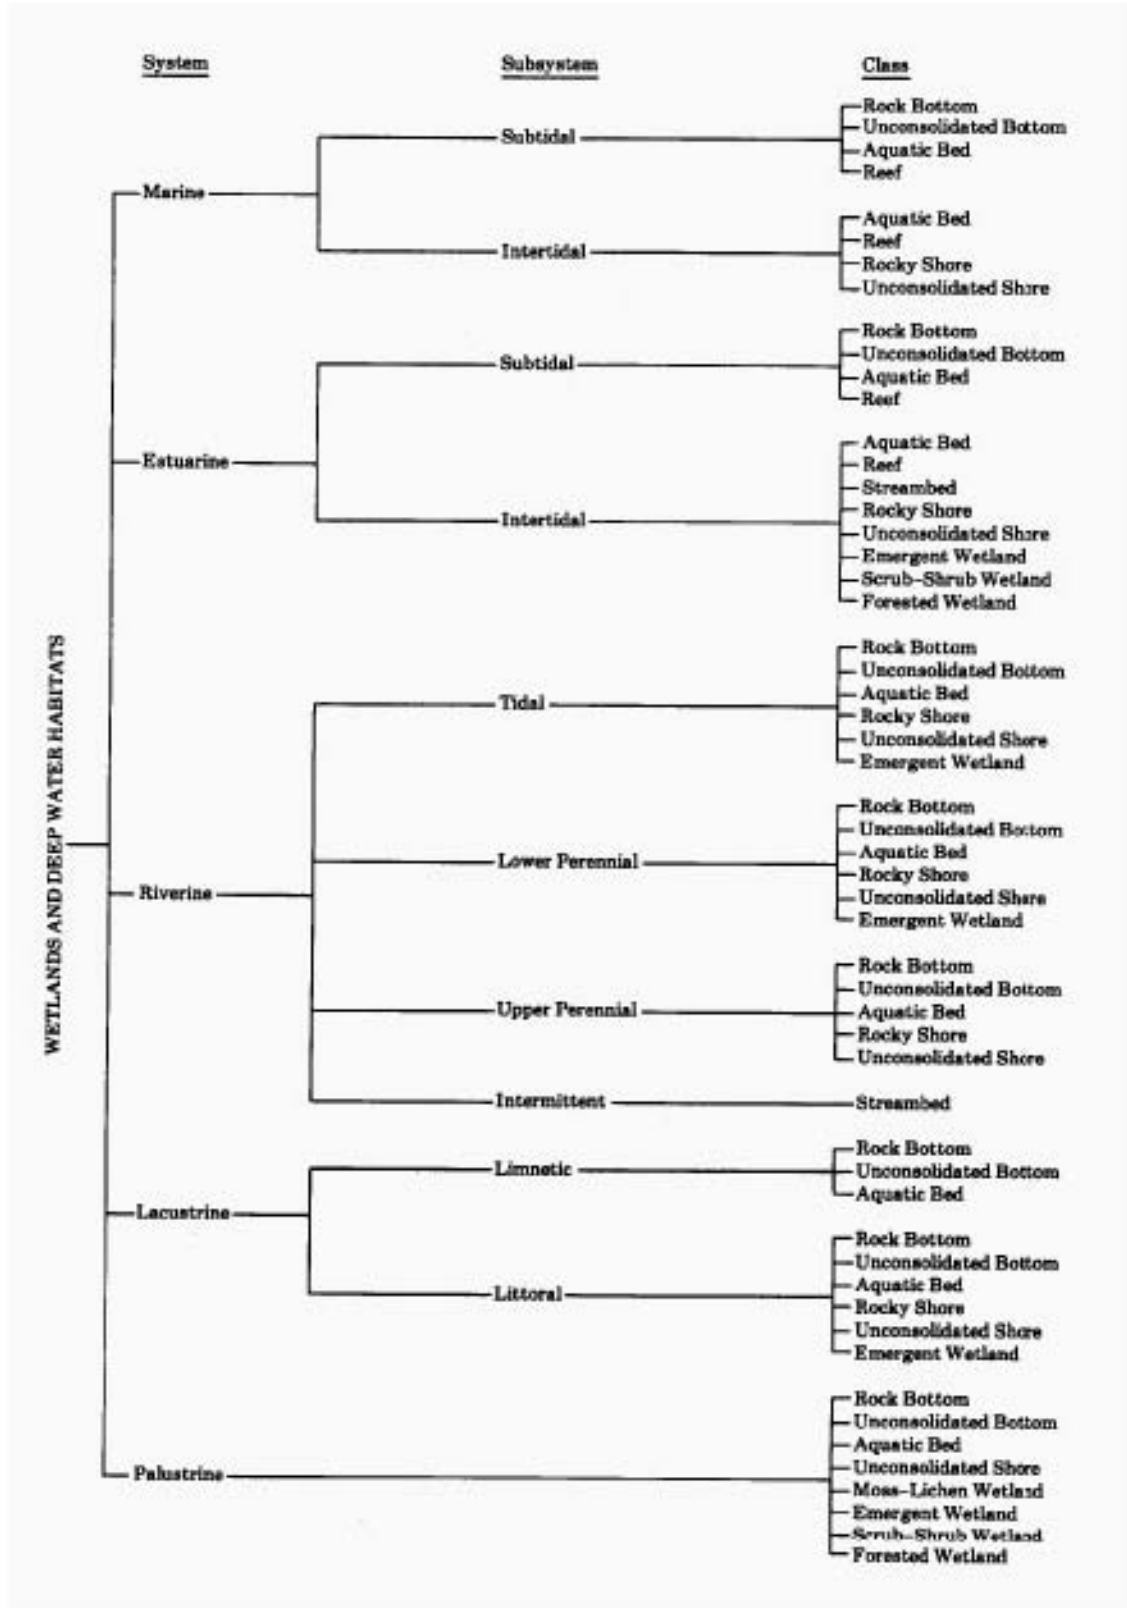 System Subsystem Class
WETLANDS AND DEEP WATER HABITATS
Marine
Subtidal
Rock Bottom
Unconsolidated Bottom
Aquatic Bed
Reef
Intertidal
Aquatic Bed
Reef
Rocky Shore
Unconsolidated Shore
Estuarine
Subtidal
Rock Bottom
Unconsolidated Bottom
Aquatic Bed
Reef
Intertidal
Aquatic Bed
Reef
Streambed
Rocky Shore
Unconsolidated Shore
Emergent Wetland
Scrub–Shrub Wetland
Forested Wetland
Riverine
Tidal
Rock Bottom
Unconsolidated Bottom
Aquatic Bed
Rocky Shore
Unconsolidated Shore
Emergent Wetland
Lower Perennial
Rock Bottom
Unconsolidated Bottom
Aquatic Bed
Rocky Shore
Unconsolidated Shore
Emergent Wetland
Upper Perennial
Rock Bottom
Unconsolidated Bottom
Aquatic Bed
Rocky Shore
Unconsolidated Shore
Intermittent
Streambed
Lacustrine
Limnetic
Rock Bottom
Unconsolidated Bottom
Aquatic Bed
Littoral
Rock Bottom
Unconsolidated Bottom
Aquatic Bed
Rocky Shore
Unconsolidated Shore
Emergent Wetland
Palustrine
Rock Bottom
Unconsolidated Bottom
Aquatic Bed
Unconsolidated Shore
Moss–Lichen Wetland
Emergent Wetland
Scrub–Shrub Wetland
Forested Wetland